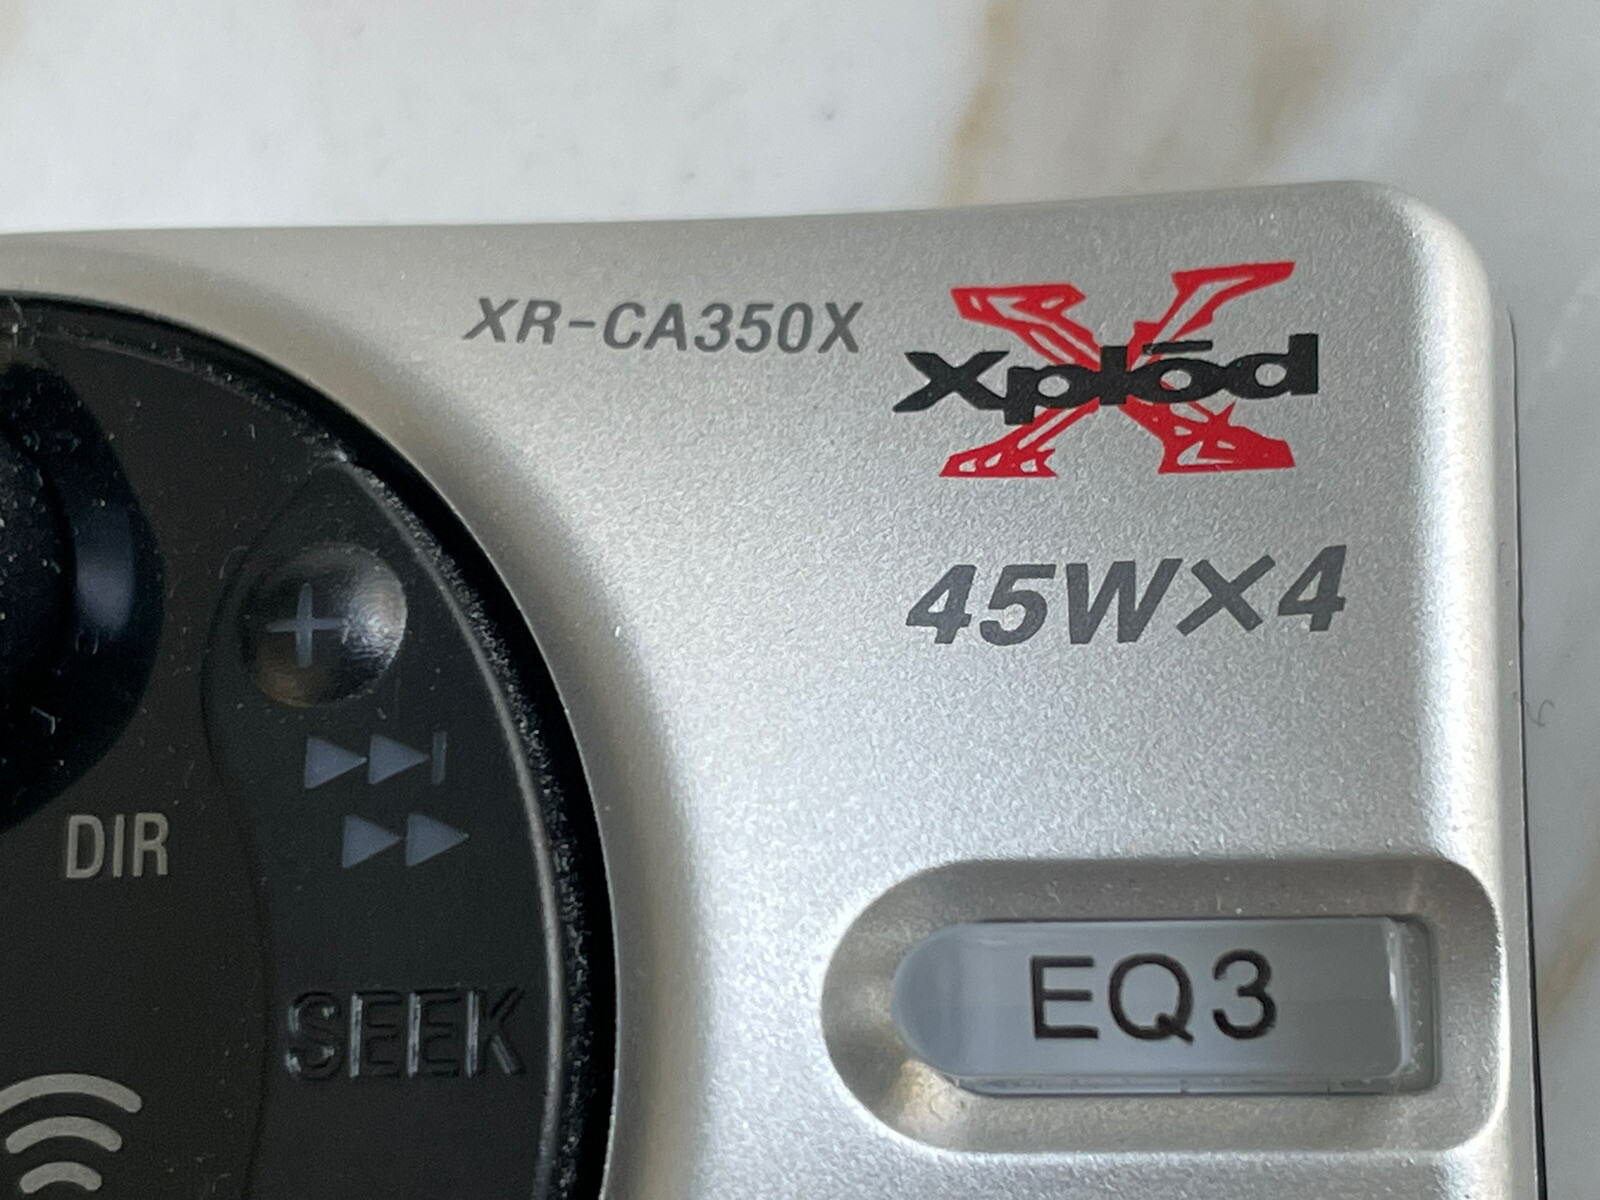 XR-CA350X
Xplōd
45W×4
+
DIR
SEEK
EQ3